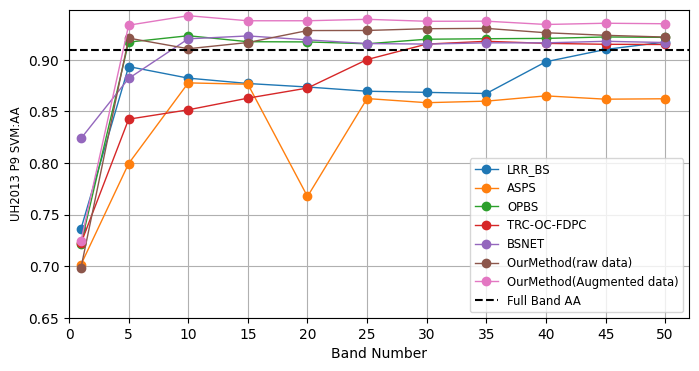 UH2013 P9 SVM:AA
0.90
0.85
0.80
0.75
0.70
0.65
0 5 10 15 20 25 30 35 40 45 50
Band Number
LRR_BS
ASPS
OPBS
TRC-OC-FDPC
BSNET
OurMethod(raw data)
OurMethod(Augmented data)
Full Band AA